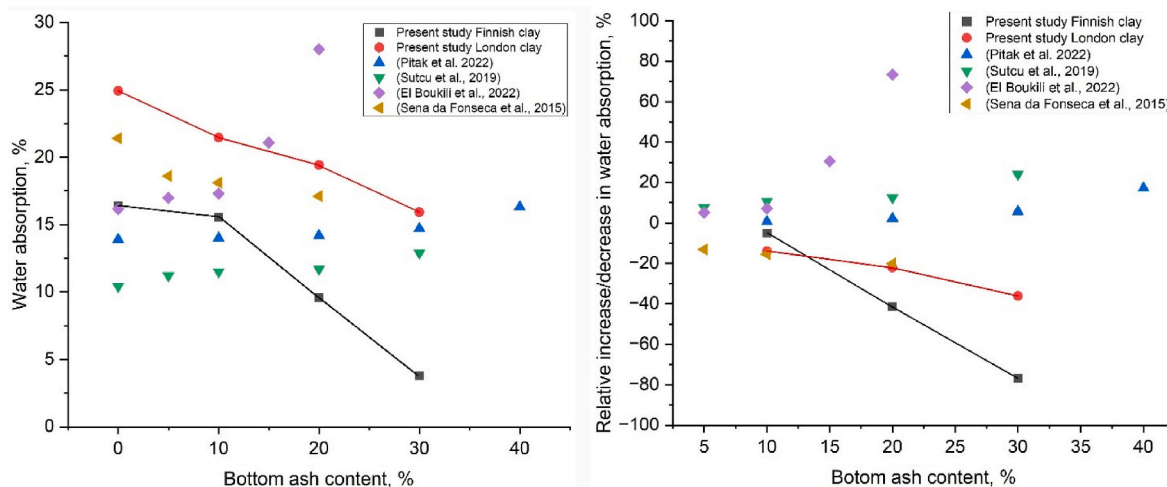 30
25
20
15
10
5
0
Water absorption, %
0 10 20 30 40
Bottom ash content, %
Present study Finnish clay
Present study London clay
(Pitak et al. 2022)
(Sutcu et al., 2019)
(El Boukili et al., 2022)
(Sena da Fonseca et al., 2015)
100
80
60
40
20
0
−20
−40
−60
−80
−100
Relative increase/decrease in water absorption, %
5 10 15 20 25 30 35 40
Botom ash content, %
Present study Finnish clay
Present study London clay
(Pitak et al. 2022)
(Sutcu et al., 2019)
(El Boukili et al., 2022)
(Sena da Fonseca et al., 2015)